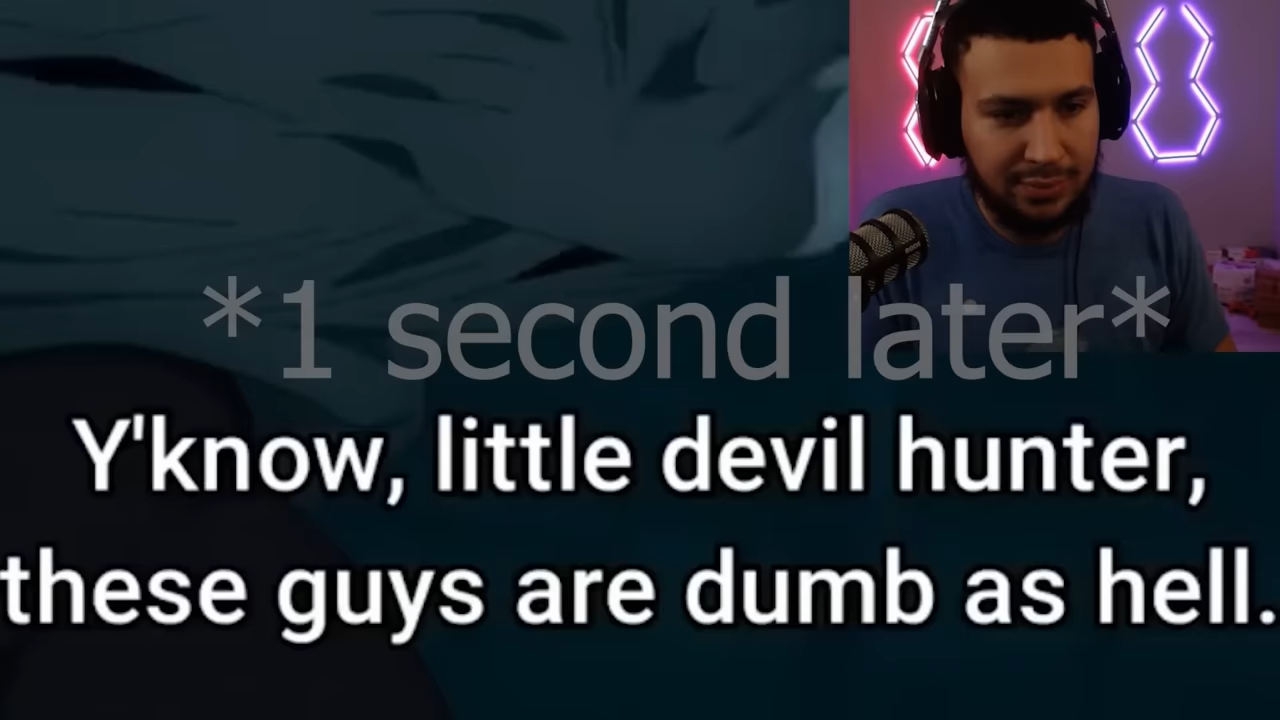 *1 second later*
Y'know, little devil hunter,
these guys are dumb as hell.